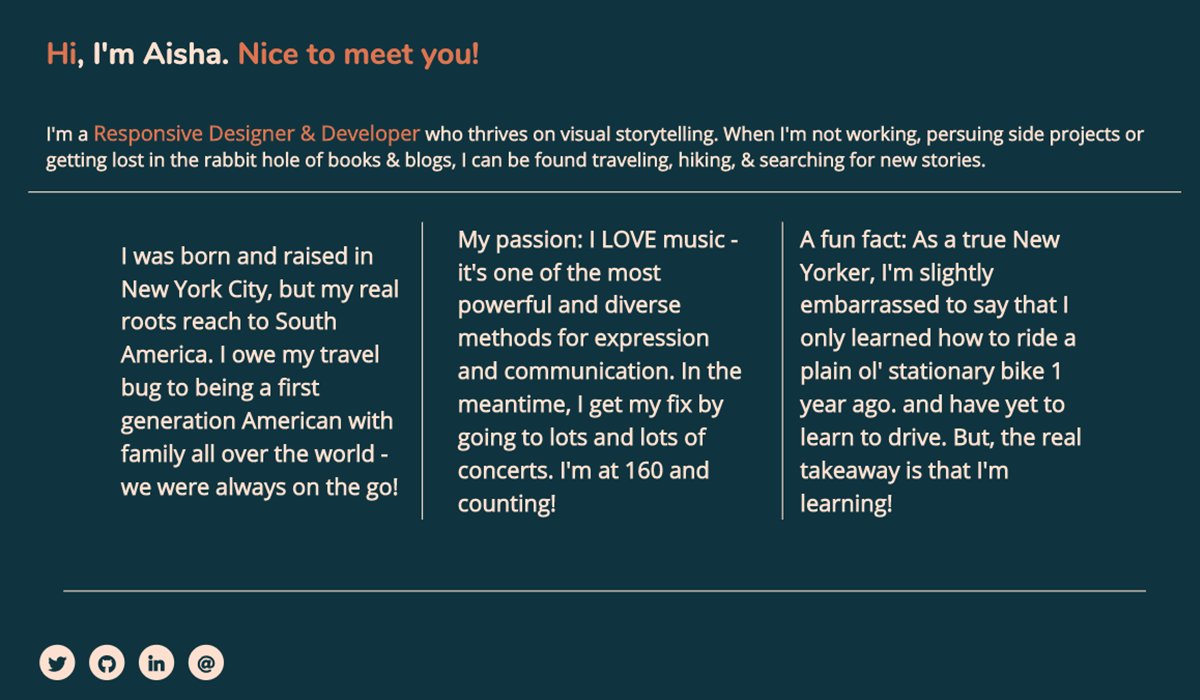 Hi, I'm Aisha. Nice to meet you!
I'm a Responsive Designer & Developer who thrives on visual storytelling. When I'm not working, persuing side projects or
getting lost in the rabbit hole of books & blogs, I can be found traveling, hiking, & searching for new stories.
I was born and raised in
New York City, but my real
roots reach to South
America. I owe my travel
bug to being a first
generation American with
family all over the world -
we were always on the go!
My passion: I LOVE music -
it's one of the most
powerful and diverse
methods for expression
and communication. In the
meantime, I get my fix by
going to lots and lots of
concerts. I'm at 160 and
counting!
A fun fact: As a true New
Yorker, I'm slightly
embarrassed to say that I
only learned how to ride a
plain ol' stationary bike 1
year ago. and have yet to
learn to drive. But, the real
takeaway is that I'm
learning!
in @